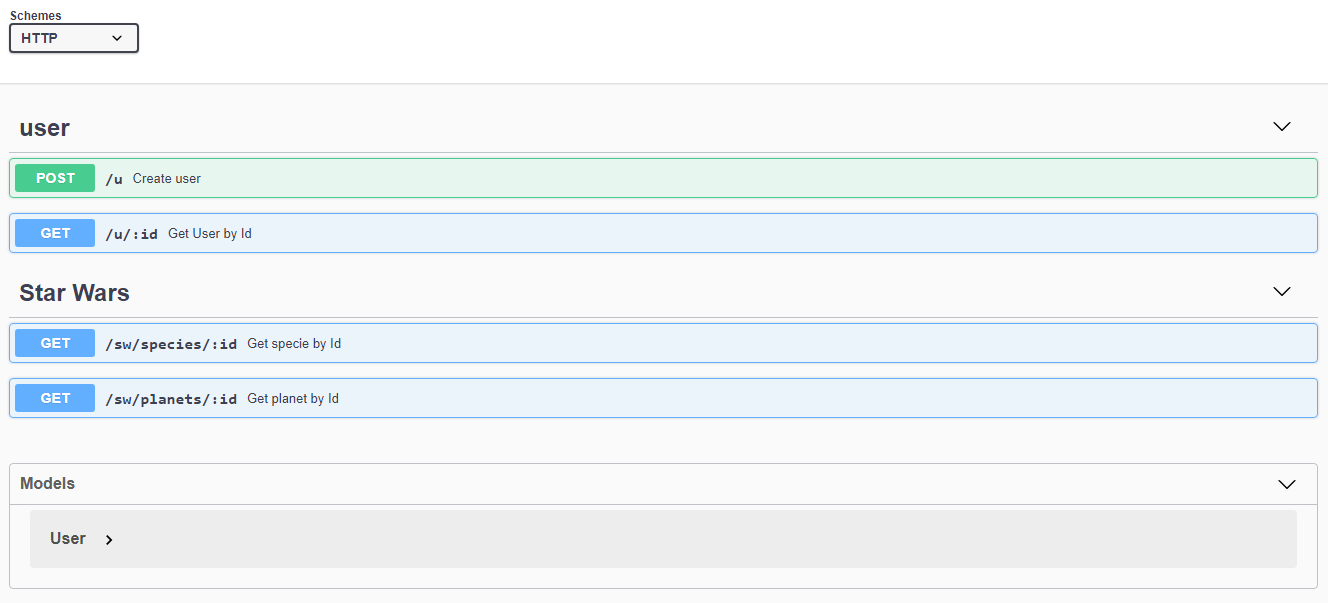 Schemes
HTTP
user
POST /u Create user
GET /u/:id Get User by Id
Star Wars
GET /sw/species/:id Get specie by Id
GET /sw/planets/:id Get planet by Id
Models
User